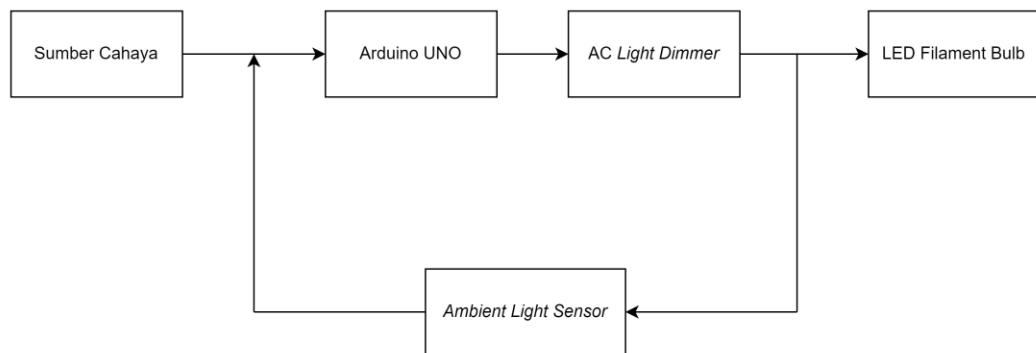 Sumber Cahaya
Arduino UNO
AC Light Dimmer
LED Filament Bulb
Ambient Light Sensor